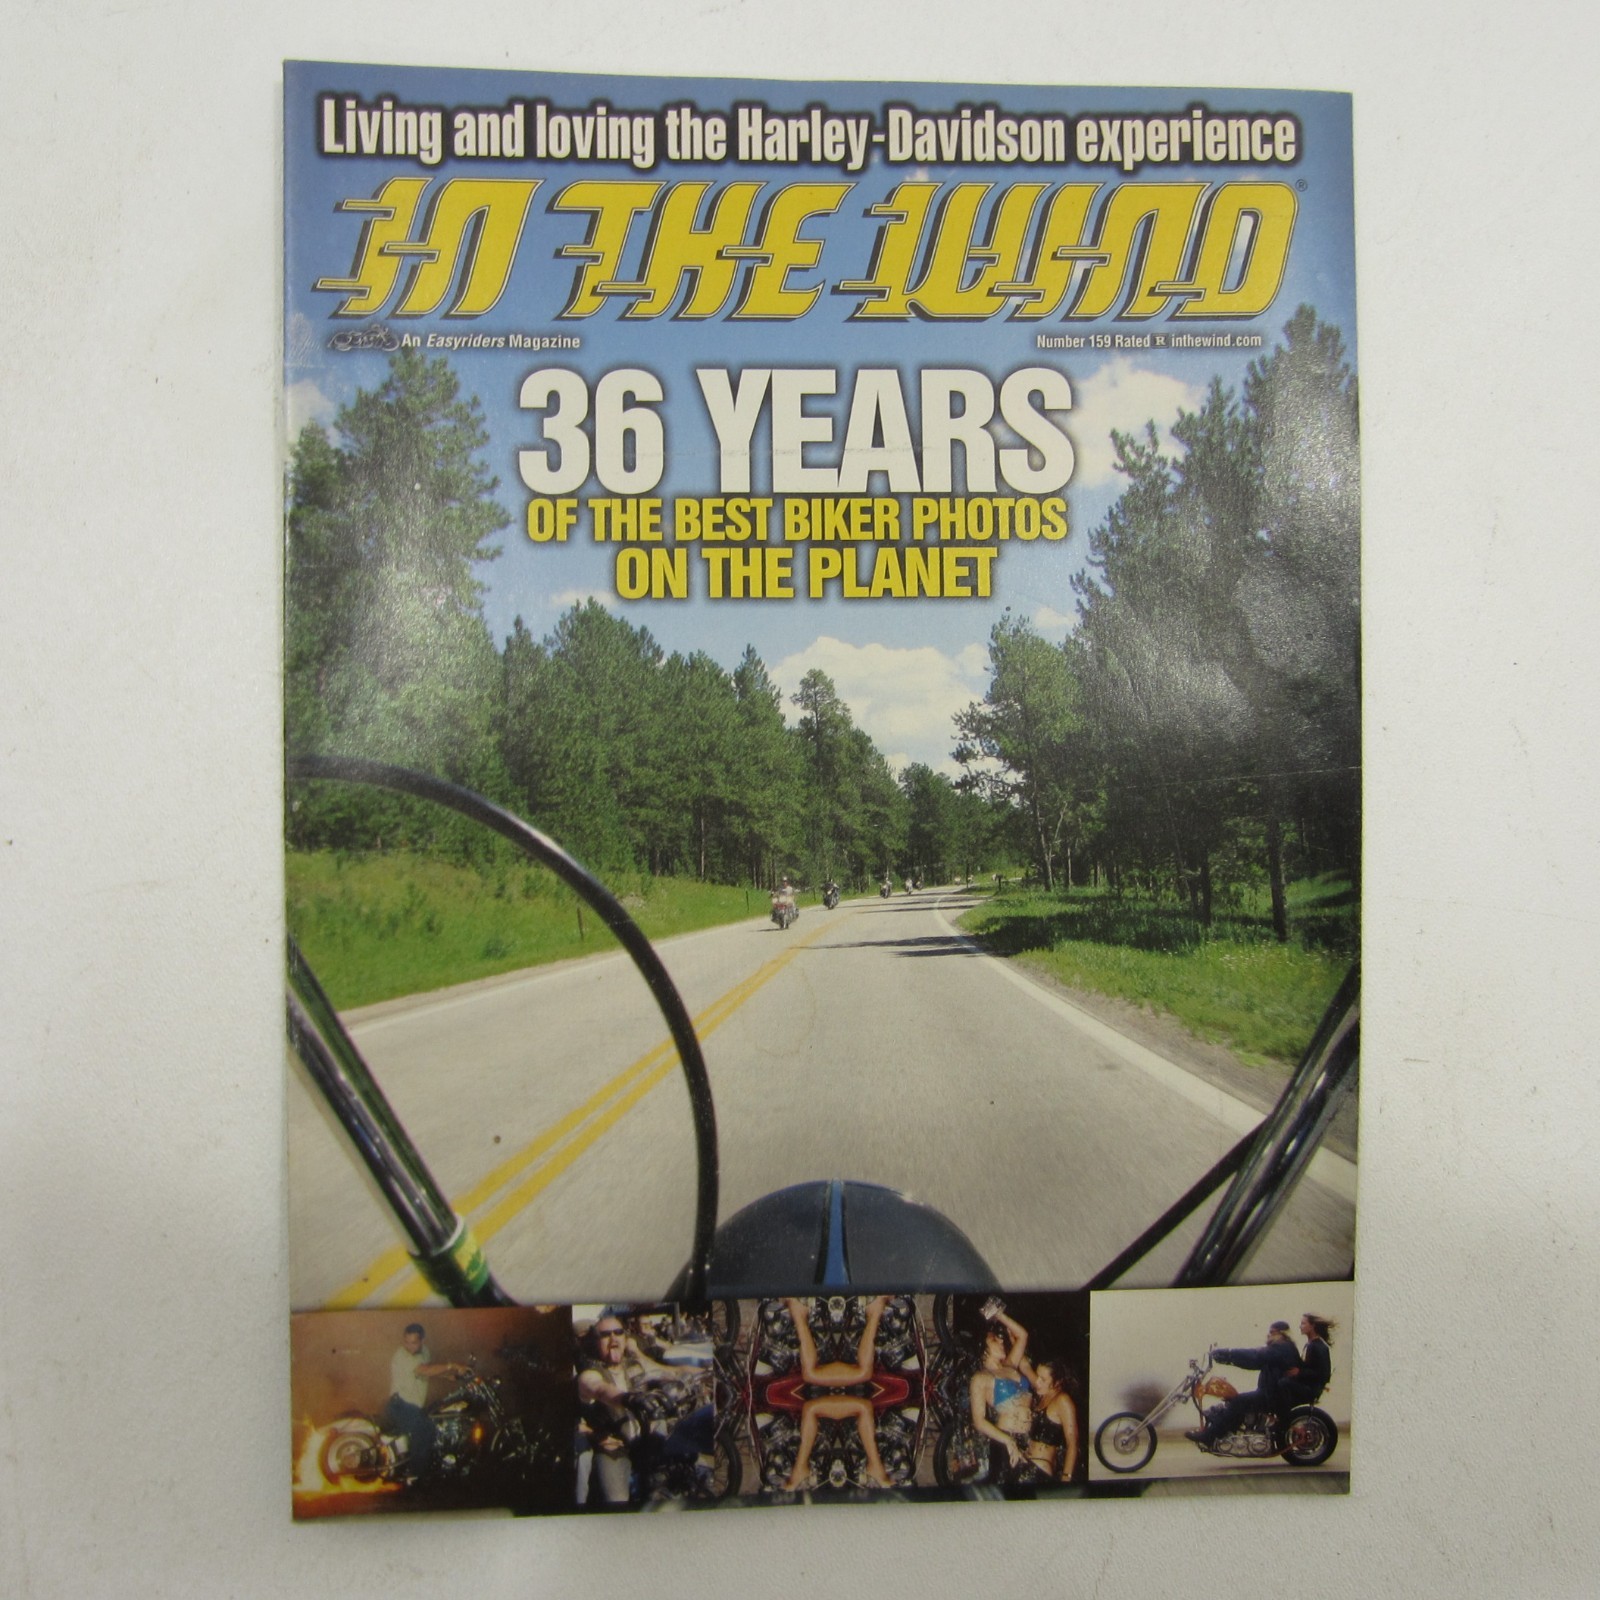 Living and loving the Harley-Davidson experience
IN THE WIND®
An Easyriders Magazine
Number 159 Rated R inthewind.com
36 YEARS
OF THE BEST BIKER PHOTOS
ON THE PLANET